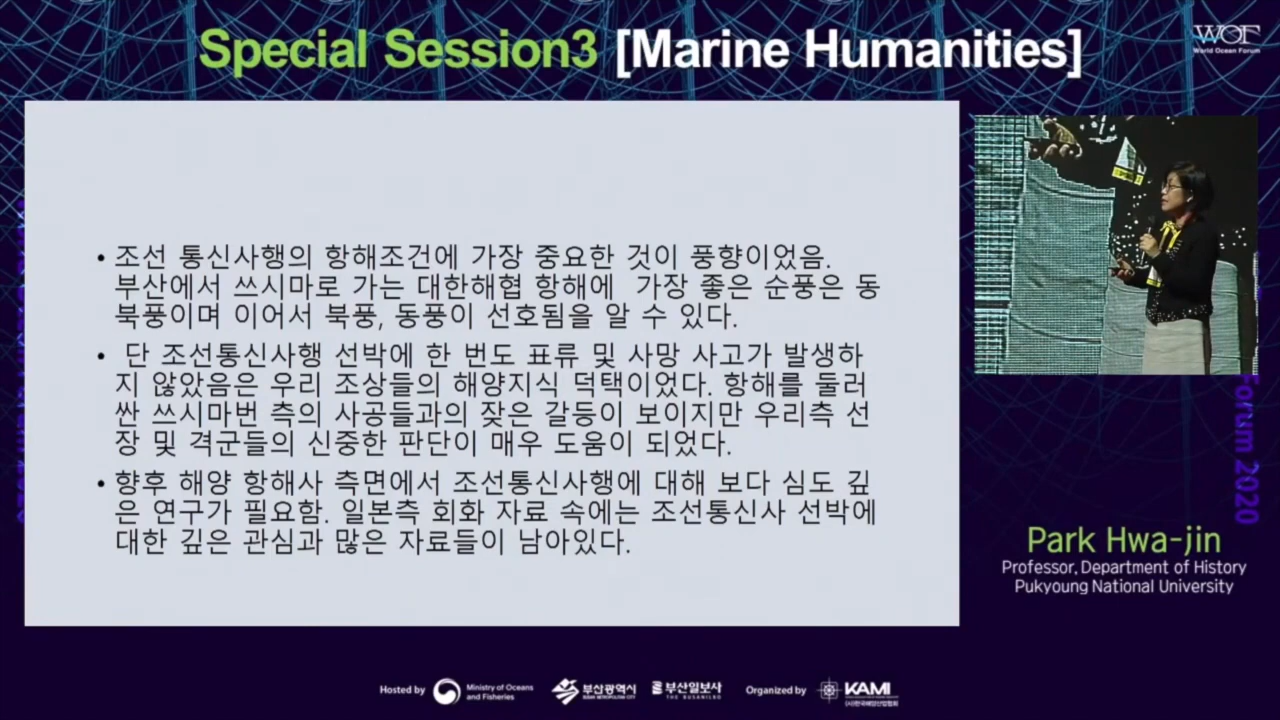 Special Session3 [Marine Humanities]
WOF
World Ocean Forum
• 조선 통신사행의 항해조건에 가장 중요한 것이 풍향이었음.
부산에서 쓰시마로 가는 대한해협 항해에 가장 좋은 순풍은 동
북풍이며 이어서 북풍, 동풍이 선호됨을 알 수 있다.
• 단 조선통신사행 선박에 한 번도 표류 및 사망 사고가 발생하
지 않았음은 우리 조상들의 해양지식 덕택이었다. 항해를 둘러
싼 쓰시마번 측의 사공들과의 잦은 갈등이 보이지만 우리측 선
장 및 격군들의 신중한 판단이 매우 도움이 되었다.
• 향후 해양 항해사 측면에서 조선통신사행에 대해 보다 심도 깊
은 연구가 필요함. 일본측 회화 자료 속에는 조선통신사 선박에
대한 깊은 관심과 많은 자료들이 남아있다.
Forum 2020
Park Hwa-jin
Professor, Department of History
Pukyoung National University
Hosted by
Ministry of Oceans
and Fisheries
부산광역시
BUSAN METROPOLITAN CITY
부산일보사
THE BUSANILBO
Organized by
KAMI
(사)한국해양산업협회